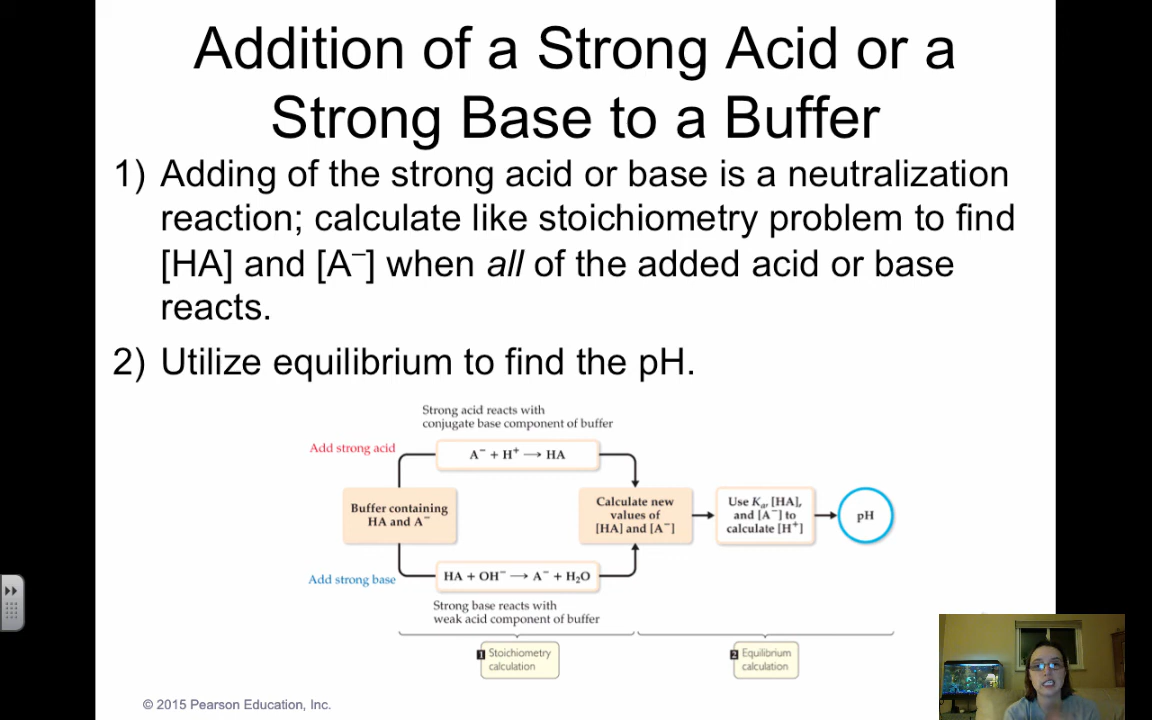 Addition of a Strong Acid or a
Strong Base to a Buffer
1) Adding of the strong acid or base is a neutralization
reaction; calculate like stoichiometry problem to find
[HA] and [A⁻] when all of the added acid or base
reacts.
2) Utilize equilibrium to find the pH.
Strong acid reacts with
conjugate base component of buffer
Add strong acid
A⁻ + H⁺ → HA
Buffer containing
HA and A⁻
Calculate new
values of
[HA] and [A⁻]
Use Kₐ, [HA],
and [A⁻] to
calculate [H⁺]
pH
Add strong base
HA + OH⁻ → A⁻ + H₂O
Strong base reacts with
weak acid component of buffer
1 Stoichiometry
calculation
2 Equilibrium
calculation
© 2015 Pearson Education, Inc.